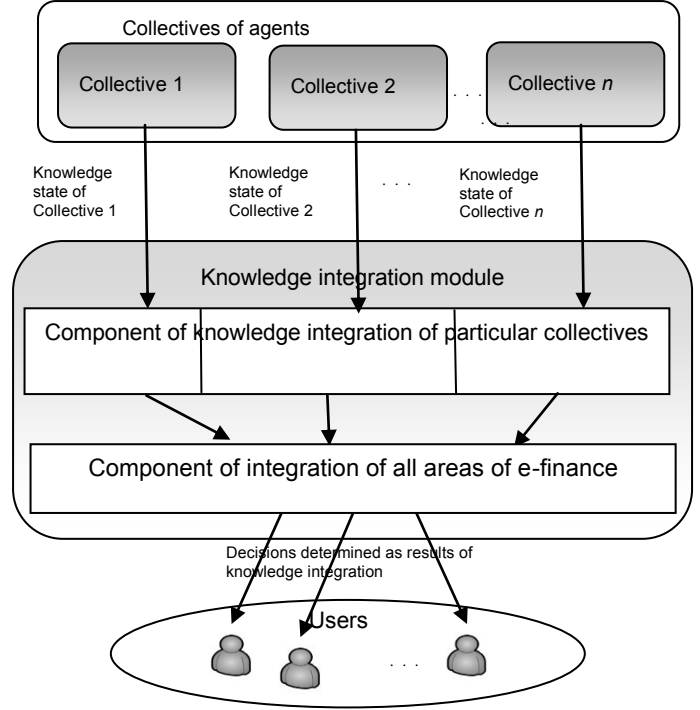 Collectives of agents
Collective 1
Collective 2
. . .
Collective n
. . .
Knowledge
state of
Collective 1
Knowledge
state of
Collective 2
. . .
Knowledge
state of
Collective n
Knowledge integration module
Component of knowledge integration of particular collectives
Component of integration of all areas of e-finance
Decisions determined as results of
knowledge integration
Users
. . .